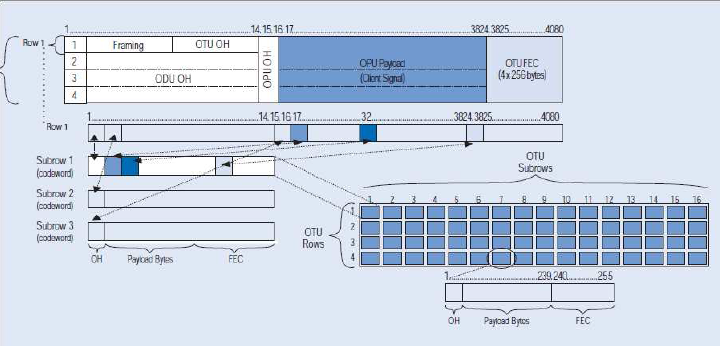 1 14,15,16,17 3824,3825 4080
Row 1
1 Framing OTU OH
2
3 ODU OH
4
OPU OH
OPU Payload
(Client Signal)
OTU FEC
(4 x 256 bytes)
1 14,15,16,17 32 3824,3825 4080
Row 1
Subrow 1
(codeword)
Subrow 2
(codeword)
Subrow 3
(codeword)
OH Payload Bytes FEC
OTU
Subrows
1 2 3 4 5 6 7 8 9 10 11 12 13 14 15 16
OTU
Rows
1
2
3
4
1 239,240 255
OH Payload Bytes FEC